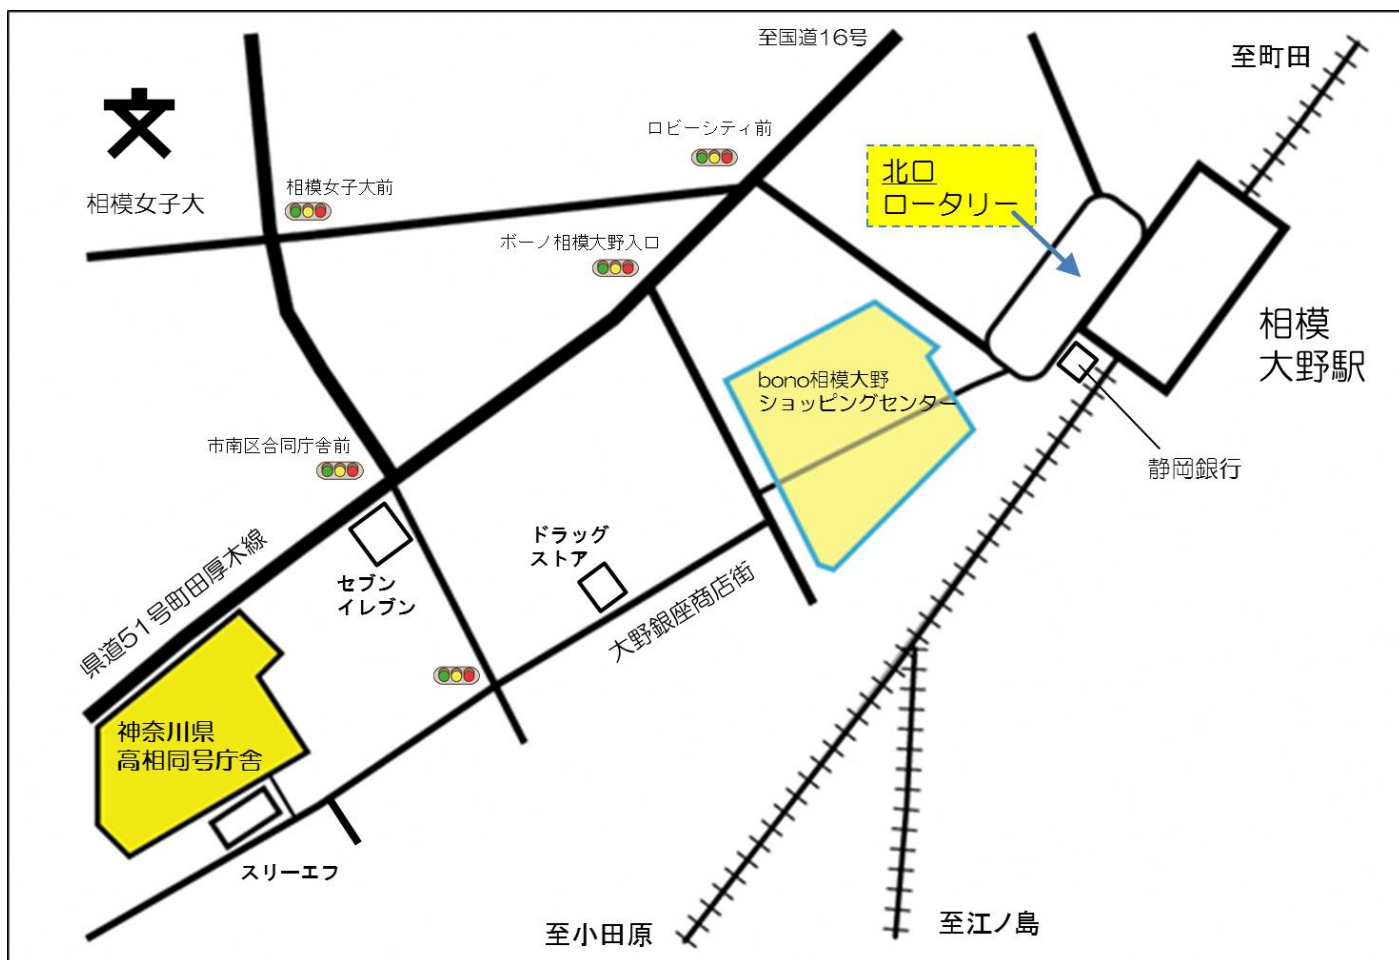 至国道16号
至町田
ロビーシティ前
北口
ロータリー
相模女子大
相模女子大前
ボーノ相模大野入口
相模
大野駅
bono相模大野
ショッピングセンター
市南区合同庁舎前
静岡銀行
県道51号町田厚木線
セブン
イレブン
ドラッグ
ストア
大野銀座商店街
神奈川県
高相同号庁舎
スリーエフ
至小田原
至江ノ島